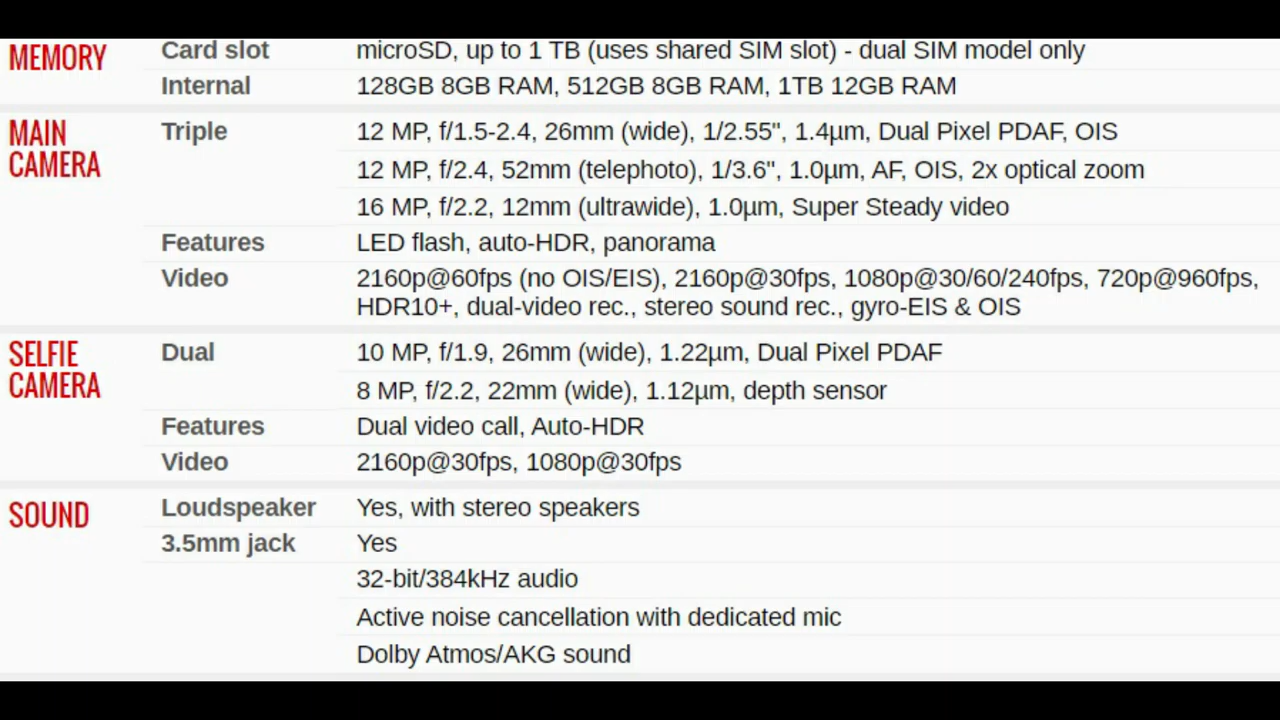 MEMORY
Card slot microSD, up to 1 TB (uses shared SIM slot) - dual SIM model only
Internal 128GB 8GB RAM, 512GB 8GB RAM, 1TB 12GB RAM
MAIN
CAMERA
Triple 12 MP, f/1.5-2.4, 26mm (wide), 1/2.55", 1.4µm, Dual Pixel PDAF, OIS
12 MP, f/2.4, 52mm (telephoto), 1/3.6", 1.0µm, AF, OIS, 2x optical zoom
16 MP, f/2.2, 12mm (ultrawide), 1.0µm, Super Steady video
Features LED flash, auto-HDR, panorama
Video 2160p@60fps (no OIS/EIS), 2160p@30fps, 1080p@30/60/240fps, 720p@960fps,
HDR10+, dual-video rec., stereo sound rec., gyro-EIS & OIS
SELFIE
CAMERA
Dual 10 MP, f/1.9, 26mm (wide), 1.22µm, Dual Pixel PDAF
8 MP, f/2.2, 22mm (wide), 1.12µm, depth sensor
Features Dual video call, Auto-HDR
Video 2160p@30fps, 1080p@30fps
SOUND
Loudspeaker Yes, with stereo speakers
3.5mm jack Yes
32-bit/384kHz audio
Active noise cancellation with dedicated mic
Dolby Atmos/AKG sound